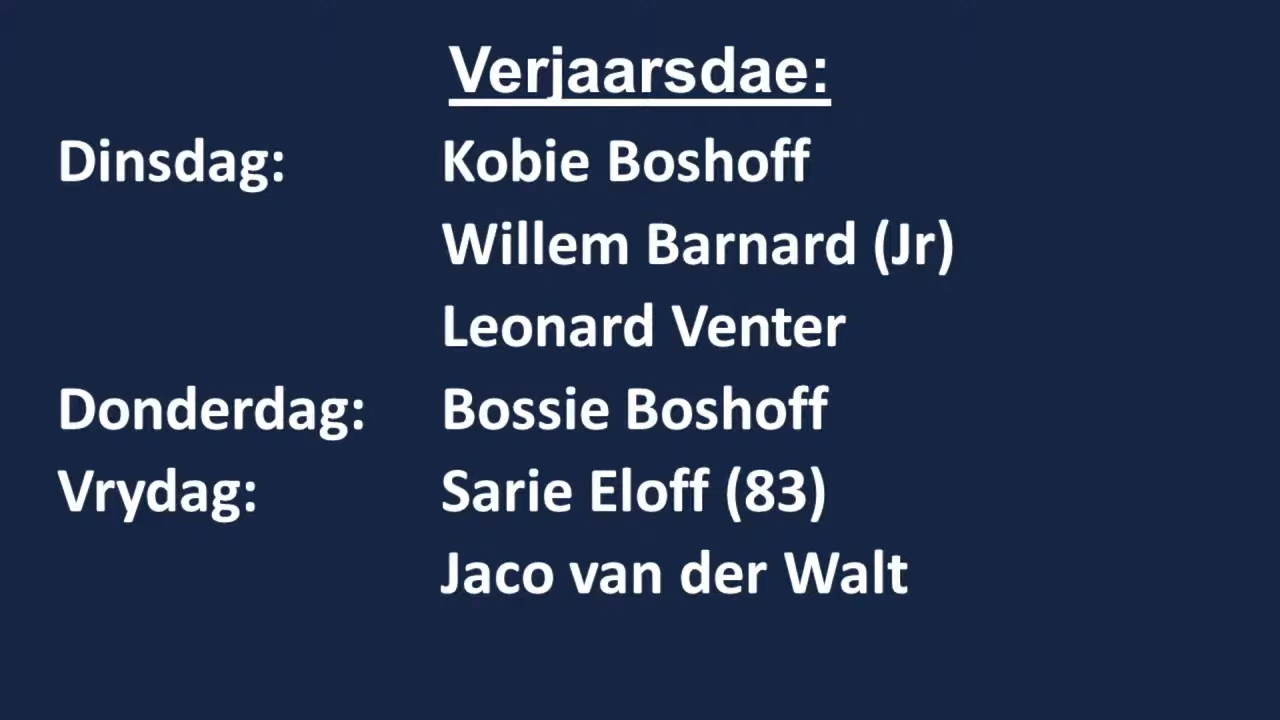 Verjaarsdae:
Dinsdag: Kobie Boshoff
Willem Barnard (Jr)
Leonard Venter
Donderdag: Bossie Boshoff
Vrydag: Sarie Eloff (83)
Jaco van der Walt